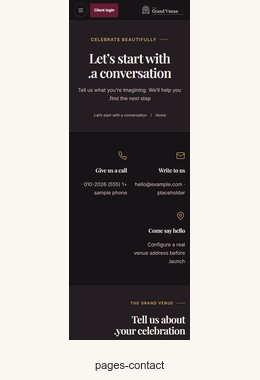 Client login
Grand Venue
CELEBRATE BEAUTIFULLY
Let's start with
.a conversation
Tell us what you're imagining. We'll help you
.find the next step
.Let's start with a conversation / Home
Write to us
hello@example.com ·
placeholder
Give us a call
· 010-2026 (555) 1+
sample phone
Come say hello
Configure a real
venue address before
.launch
THE GRAND VENUE
Tell us about
.your celebration
pages-contact